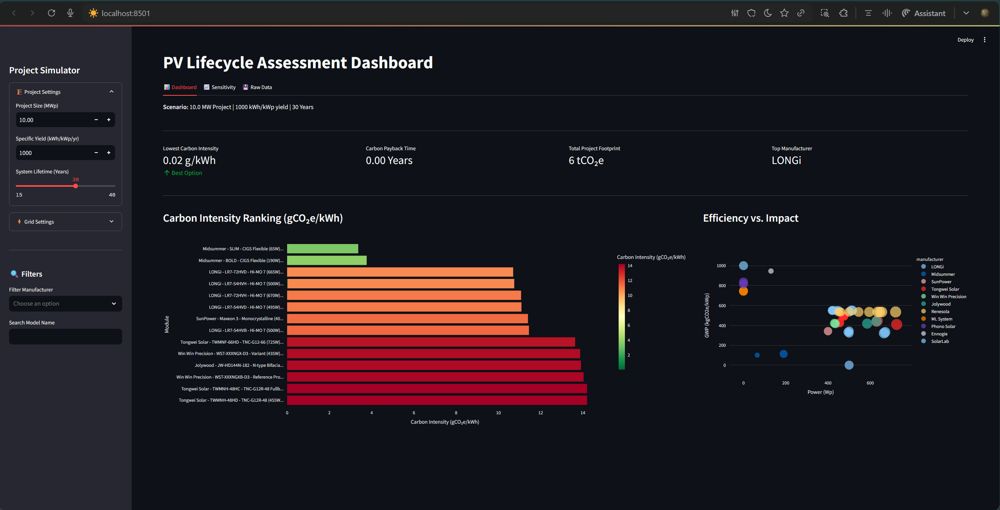 localhost:8501
Assistant
Deploy
Project Simulator
Project Settings
Project Size (MWp)
10.00
Specific Yield (kWh/kWp/yr)
1000
System Lifetime (Years)
30
15 40
Grid Settings
Filters
Filter Manufacturer
Choose an option
Search Model Name
PV Lifecycle Assessment Dashboard
Dashboard Sensitivity Raw Data
Scenario: 10.0 MW Project | 1000 kWh/kWp yield | 30 Years
Lowest Carbon Intensity
0.02 g/kWh
↑ Best Option
Carbon Payback Time
0.00 Years
Total Project Footprint
6 tCO₂e
Top Manufacturer
LONGi
Carbon Intensity Ranking (gCO₂e/kWh)
Module
Midsummer - SLIM - CIGS Flexible (65W)...
Midsummer - BOLD - CIGS Flexible (190W)...
LONGi - LR7-72HVD - Hi-MO 7 (665W)...
LONGi - LR7-54HVH - Hi-MO 7 (500W)...
LONGi - LR7-72HVH - Hi-MO 7 (670W)...
LONGi - LR7-54HVD - Hi-MO 7 (495W)...
SunPower - Maxeon 3 - Monocrystalline (40...
LONGi - LR7-54HVB - Hi-MO 7 (500W)...
Tongwei Solar - TWMNF-66HD - TNC-G12-66 (725W)...
Win Win Precision - WST-XXXNGX-D3 - Variant (435W)...
Jolywood - JW-HD144N-182 - N-type Bifacia...
Win Win Precision - WST-XXXNGXB-D3 - Reference Pro...
Tongwei Solar - TWMNH-48HC - TNC-G12R-48 Fullb...
Tongwei Solar - TWMNH-48HD - TNC-G12R-48 (455W...
0 2 4 6 8 10 12 14
Carbon Intensity (gCO₂e/kWh)
Carbon Intensity (gCO₂e/kWh)
14
12
10
8
6
4
2
Efficiency vs. Impact
GWP (kgCO2e/kWp)
1000
800
600
400
200
0
0 200 400 600
Power (Wp)
manufacturer
LONGi
Midsummer
SunPower
Tongwei Solar
Win Win Precision
Jolywood
Renesola
ML System
Phono Solar
Ennogie
SolarLab